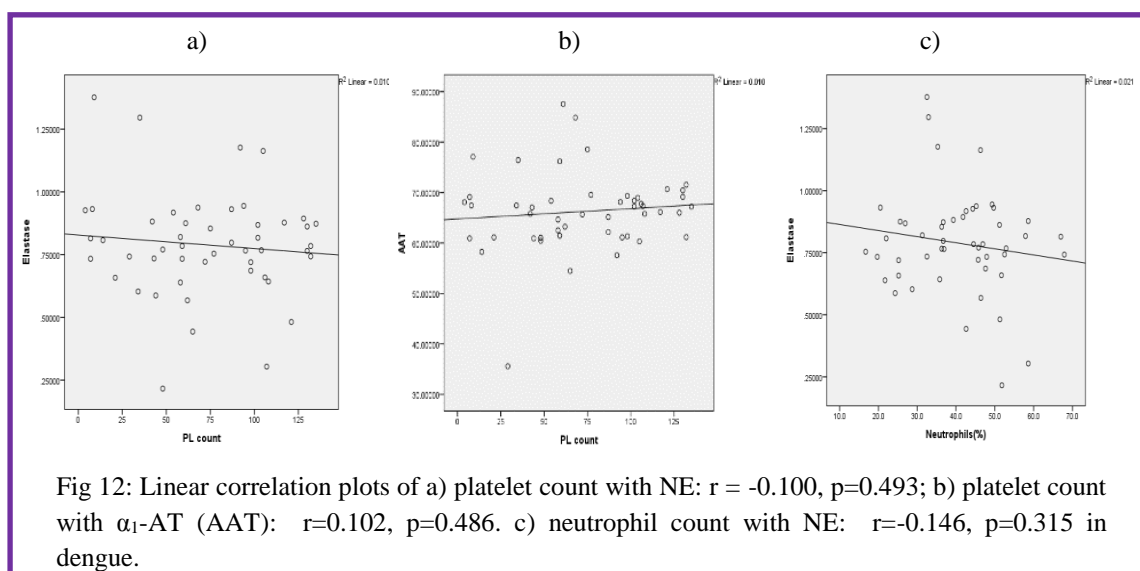 a) b) c)
R² Linear = 0.010
1.25000
1.00000
.75000
.50000
.25000
Elastase
0 25 50 75 100 125
PL count
R² Linear = 0.010
90.00000
80.00000
70.00000
60.00000
50.00000
40.00000
30.00000
AAT
0 25 50 75 100 125
PL count
R² Linear = 0.021
1.25000
1.00000
.75000
.50000
.25000
Elastase
10.0 20.0 30.0 40.0 50.0 60.0 70.0
Neutrophils(%)
Fig 12: Linear correlation plots of a) platelet count with NE: r = -0.100, p=0.493; b) platelet count
with α₁-AT (AAT): r=0.102, p=0.486. c) neutrophil count with NE: r=-0.146, p=0.315 in
dengue.